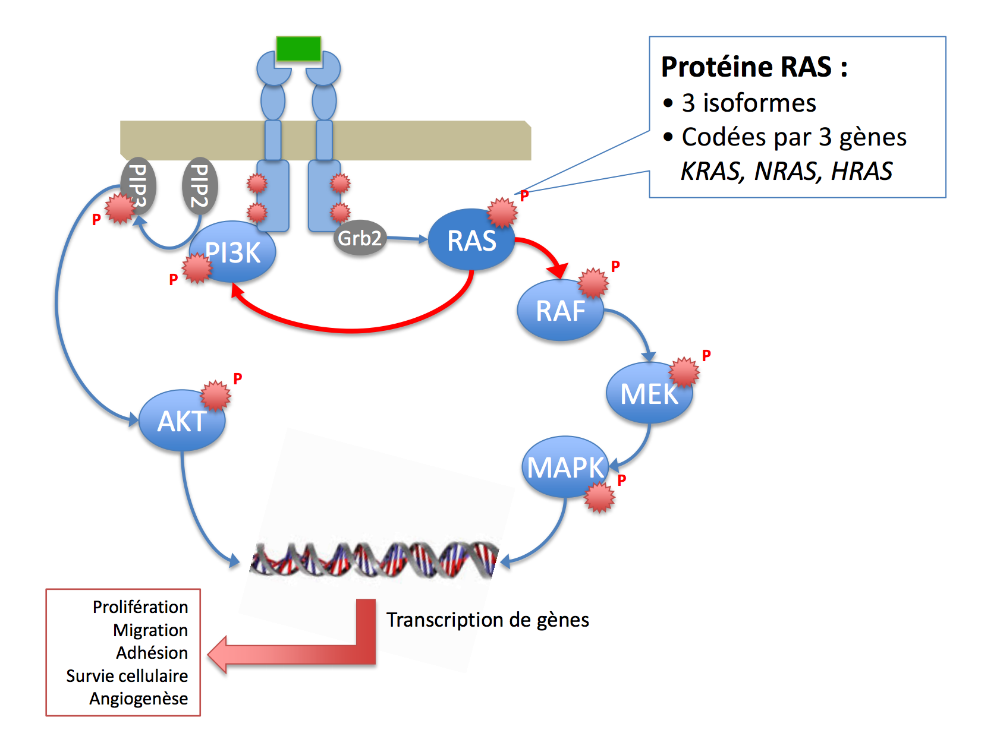 Protéine RAS :
• 3 isoformes
• Codées par 3 gènes
KRAS, NRAS, HRAS
PIP3
P
PIP2
PI3K
P
Grb2
RAS
P
RAF
P
MEK
P
MAPK
P
AKT
P
Transcription de gènes
Prolifération
Migration
Adhésion
Survie cellulaire
Angiogenèse